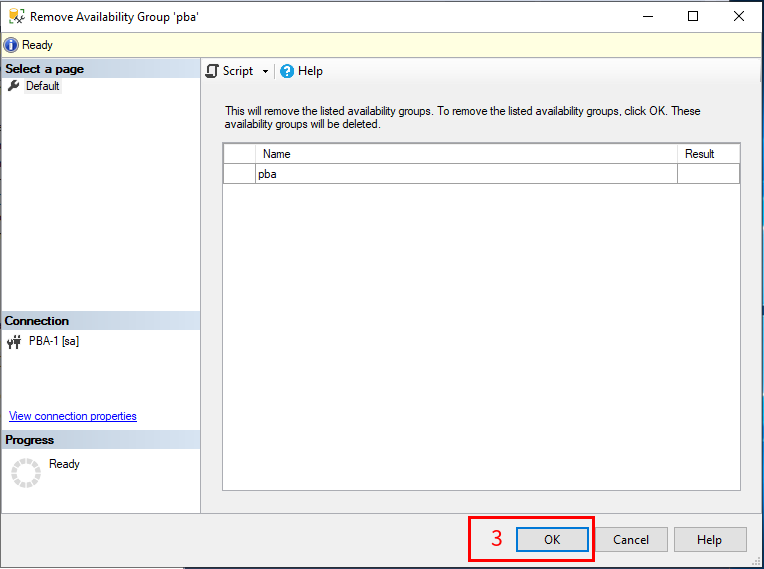 Remove Availability Group 'pba'
Ready
Select a page
Default
Script
Help
This will remove the listed availability groups. To remove the listed availability groups, click OK. These
availability groups will be deleted.
Name Result
pba
Connection
PBA-1 [sa]
View connection properties
Progress
Ready
3 OK Cancel Help